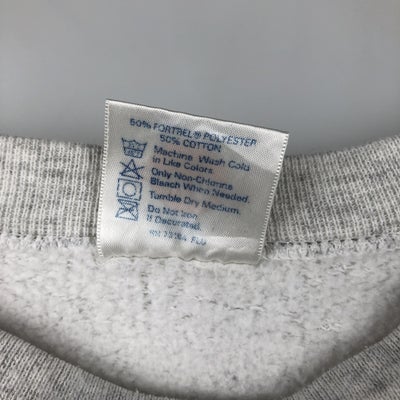 50% FORTREL® POLYESTER
50% COTTON
Machine Wash Cold
in Like Colors.
Only Non-Chlorine
Bleach When Needed.
Tumble Dry Medium.
Do Not Iron
If Decorated.
RN